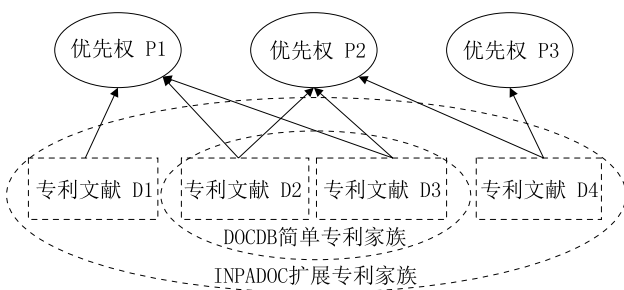 优先权 P1
优先权 P2
优先权 P3
专利文献 D1
专利文献 D2
专利文献 D3
专利文献 D4
DOCDB简单专利家族
INPADOC扩展专利家族